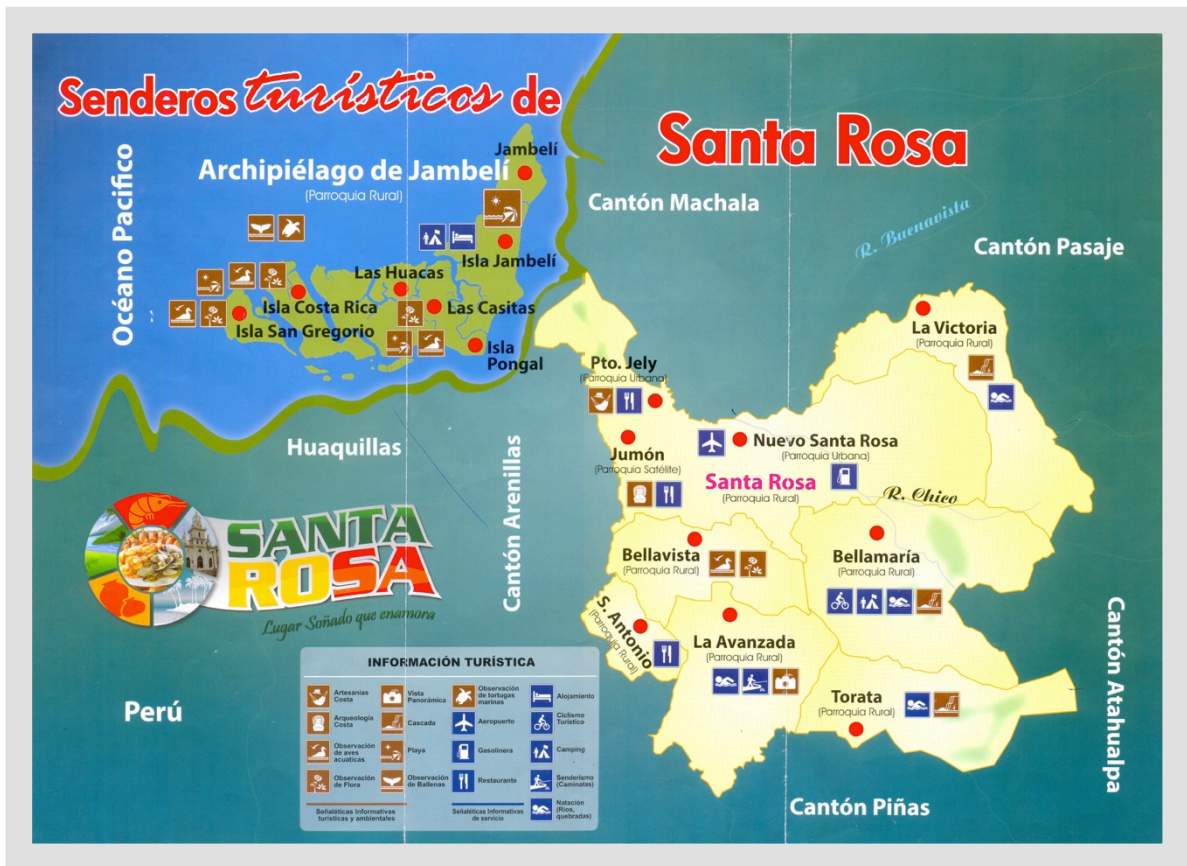 Senderos turísticos de
Santa Rosa
Océano Pacifico
Archipiélago de Jambelí
(Parroquia Rural)
Jambelí
Isla Jambelí
Las Huacas
Isla Costa Rica
Las Casitas
Isla San Gregorio
Isla
Pongal
Cantón Machala
R. Buenavista
Cantón Pasaje
La Victoria
(Parroquia Rural)
Pto. Jely
(Parroquia Urbana)
Jumón
(Parroquia Satélite)
Nuevo Santa Rosa
(Parroquia Urbana)
Santa Rosa
(Parroquia Rural)
R. Chico
Huaquillas
Cantón Arenillas
Bellavista
(Parroquia Rural)
Bellamaría
(Parroquia Rural)
S. Antonio
(Parroquia Rural)
La Avanzada
(Parroquia Rural)
Torata
(Parroquia Rural)
Cantón Atahualpa
Cantón Piñas
Perú
SANTA
ROSA
Lugar Soñado que enamora
INFORMACIÓN TURÍSTICA
Artesanías
Costa
Arqueología
Costa
Observación
de aves
acuaticas
Observación
de Flora
Vista
Panorámica
Cascada
Playa
Observación
de Ballenas
Observación
de tortugas
marinas
Aeropuerto
Gasolinera
Restaurante
Alojamiento
Ciclismo
Turístico
Camping
Senderismo
(Caminatas)
Natación
(Ríos,
quebradas)
Señaléticas Informativas
turisticas y ambientales
Señaléticas Informativas
de servicio